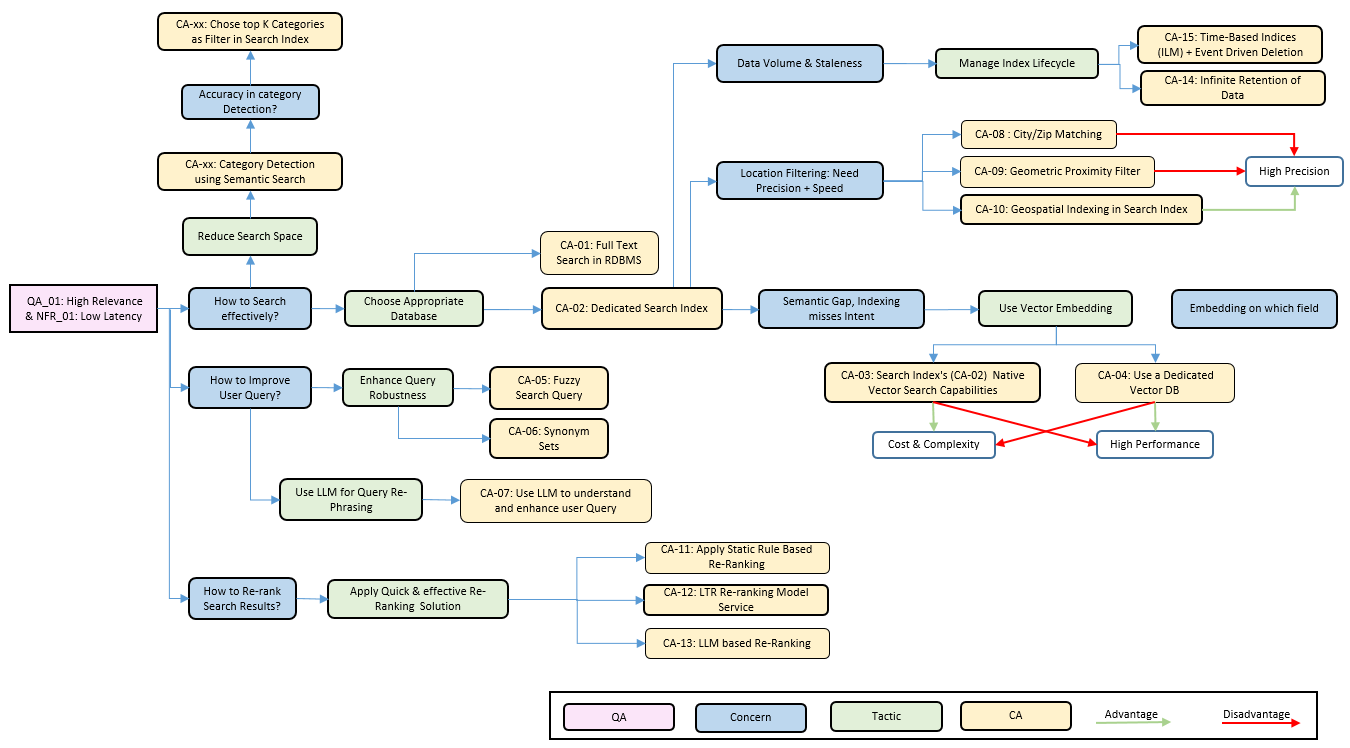 CA-xx: Chose top K Categories
as Filter in Search Index
Accuracy in category
Detection?
CA-xx: Category Detection
using Semantic Search
Reduce Search Space
QA_01: High Relevance
& NFR_01: Low Latency
How to Search
effectively?
Choose Appropriate
Database
CA-01: Full Text
Search in RDBMS
CA-02: Dedicated Search Index
Data Volume & Staleness
Manage Index Lifecycle
CA-15: Time-Based Indices
(ILM) + Event Driven Deletion
CA-14: Infinite Retention of
Data
Location Filtering: Need
Precision + Speed
CA-08 : City/Zip Matching
CA-09: Geometric Proximity Filter
CA-10: Geospatial Indexing in Search Index
High Precision
Semantic Gap, Indexing
misses Intent
Use Vector Embedding
Embedding on which field
CA-03: Search Index's (CA-02)  Native
Vector Search Capabilities
CA-04: Use a Dedicated
Vector DB
Cost & Complexity
High Performance
How to Improve
User Query?
Enhance Query
Robustness
CA-05: Fuzzy
Search Query
CA-06: Synonym
Sets
Use LLM for Query Re-
Phrasing
CA-07: Use LLM to understand
and enhance user Query
How to Re-rank
Search Results?
Apply Quick & effective Re-
Ranking  Solution
CA-11: Apply Static Rule Based
Re-Ranking
CA-12: LTR Re-ranking Model
Service
CA-13: LLM based Re-Ranking
QA
Concern
Tactic
CA
Advantage
Disadvantage